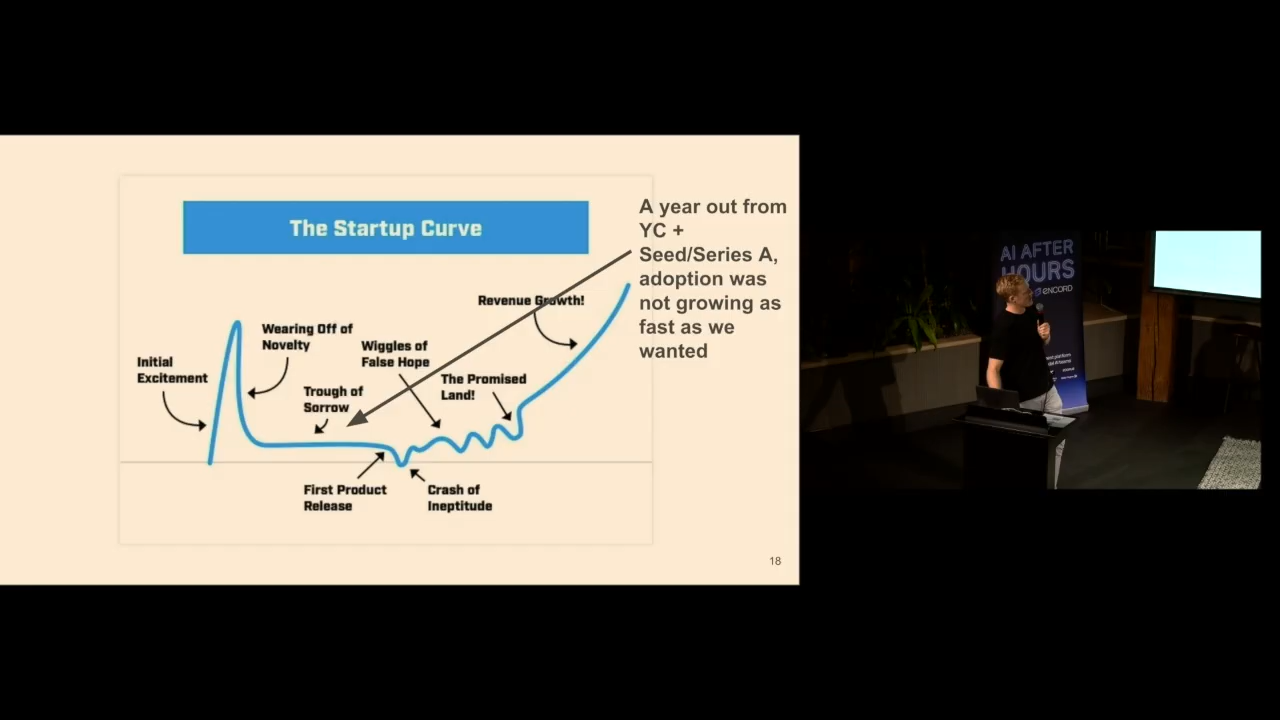 The Startup Curve
A year out from
YC +
Seed/Series A,
adoption was
not growing as
fast as we
wanted
Initial
Excitement
Wearing Off of
Novelty
Trough of
Sorrow
Wiggles of
False Hope
The Promised
Land!
Revenue Growth!
First Product
Release
Crash of
Ineptitude
18
AI AFTER
HOURS
ENCORD